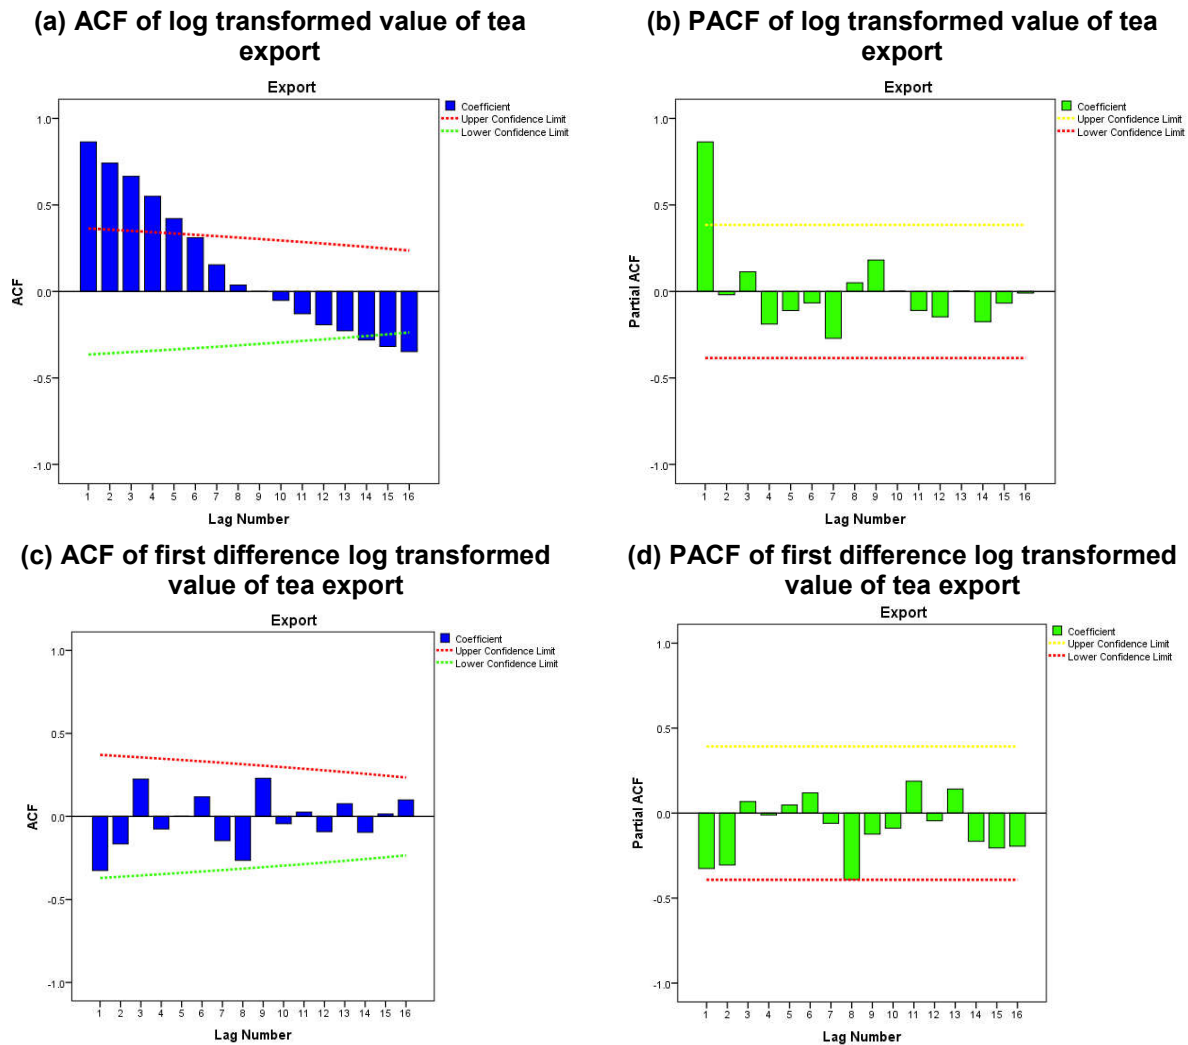 (a) ACF of log transformed value of tea
export
Export
Coefficient
Upper Confidence Limit
Lower Confidence Limit
1.0
0.5
0.0
-0.5
-1.0
ACF
1 2 3 4 5 6 7 8 9 10 11 12 13 14 15 16
Lag Number
(b) PACF of log transformed value of tea
export
Export
Coefficient
Upper Confidence Limit
Lower Confidence Limit
1.0
0.5
0.0
-0.5
-1.0
Partial ACF
1 2 3 4 5 6 7 8 9 10 11 12 13 14 15 16
Lag Number
(c) ACF of first difference log transformed
value of tea export
Export
Coefficient
Upper Confidence Limit
Lower Confidence Limit
1.0
0.5
0.0
-0.5
-1.0
ACF
1 2 3 4 5 6 7 8 9 10 11 12 13 14 15 16
Lag Number
(d) PACF of first difference log transformed
value of tea export
Export
Coefficient
Upper Confidence Limit
Lower Confidence Limit
1.0
0.5
0.0
-0.5
-1.0
Partial ACF
1 2 3 4 5 6 7 8 9 10 11 12 13 14 15 16
Lag Number